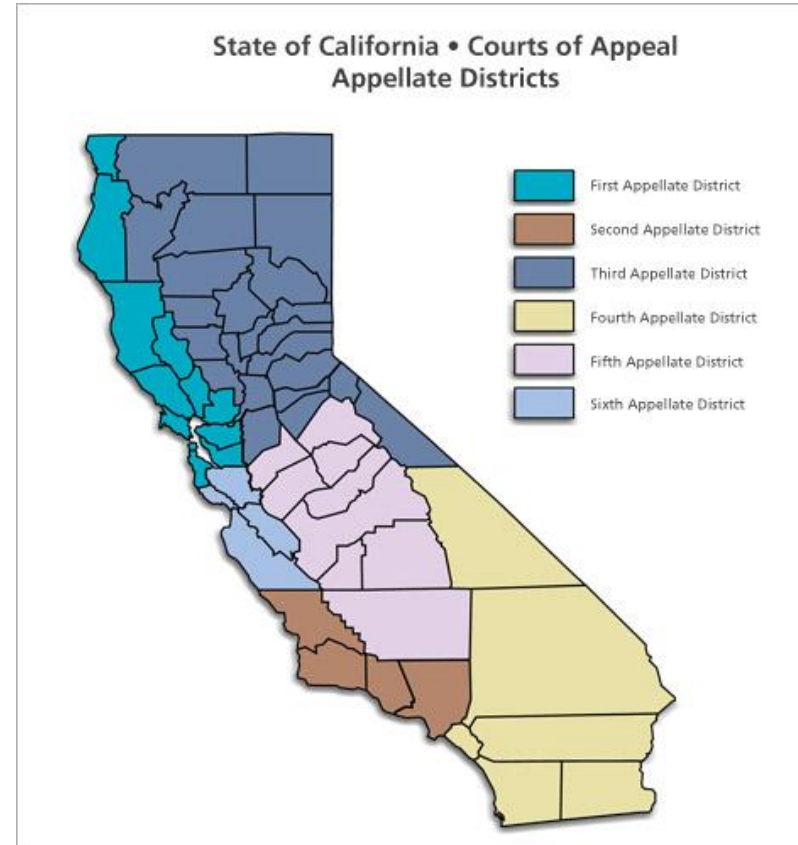 State of California • Courts of Appeal
Appellate Districts
First Appellate District
Second Appellate District
Third Appellate District
Fourth Appellate District
Fifth Appellate District
Sixth Appellate District